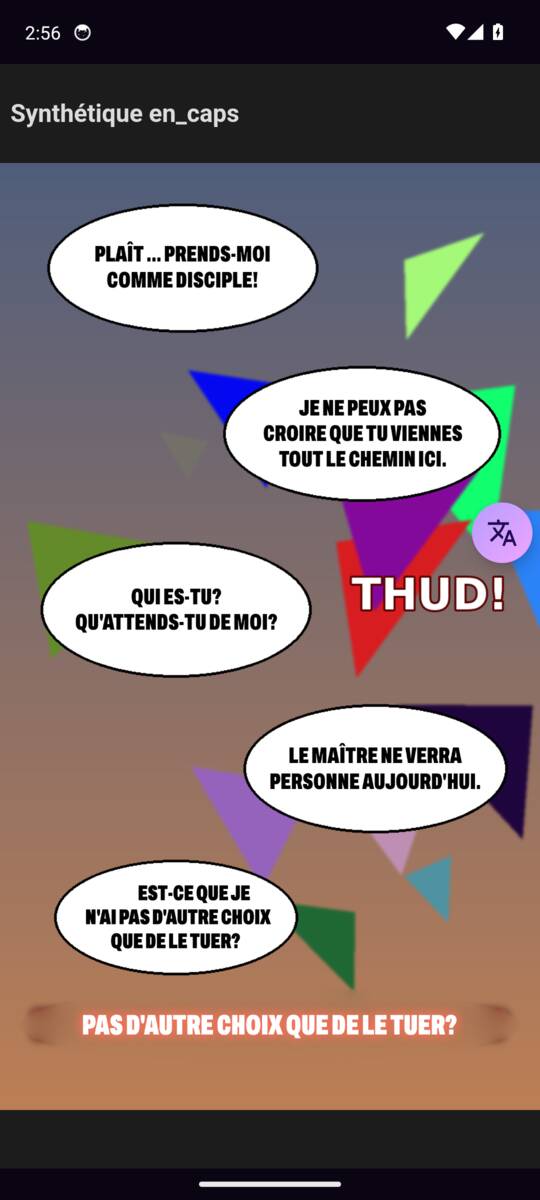 2:56
Synthétique en_caps
PLAÎT ... PRENDS-MOI
COMME DISCIPLE!
JE NE PEUX PAS
CROIRE QUE TU VIENNES
TOUT LE CHEMIN ICI.
THUD!
QUI ES-TU?
QU'ATTENDS-TU DE MOI?
LE MAÎTRE NE VERRA
PERSONNE AUJOURD'HUI.
EST-CE QUE JE
N'AI PAS D'AUTRE CHOIX
QUE DE LE TUER?
PAS D'AUTRE CHOIX QUE DE LE TUER?